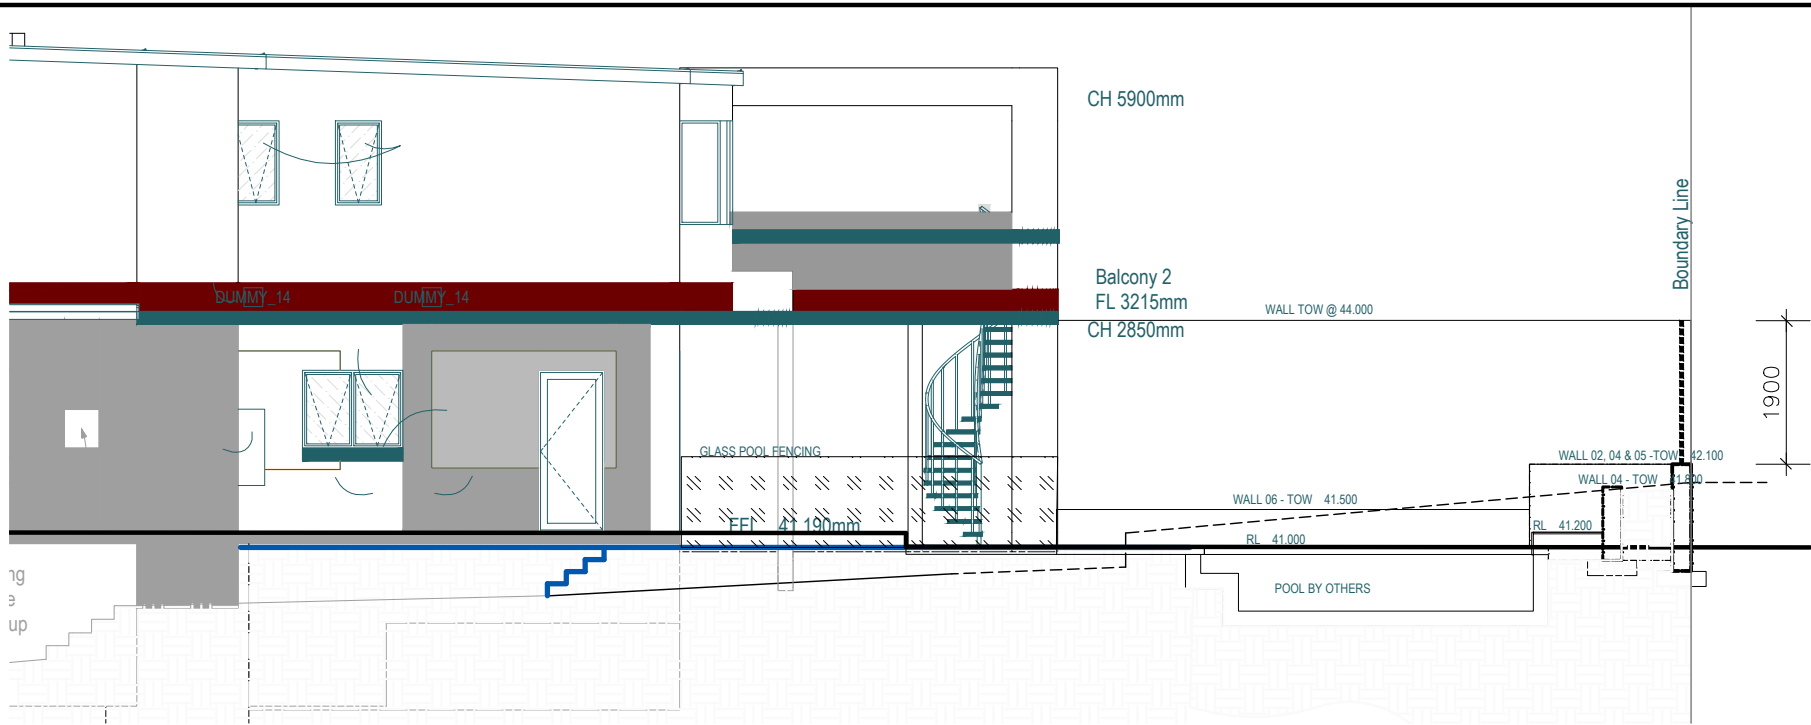 CH 5900mm
Boundary Line
Balcony 2
FL 3215mm
DUMMY_14
DUMMY_14
WALL TOW @ 44.000
CH 2850mm
1900
GLASS POOL FENCING
WALL 02, 04 & 05 -TOW 42.100
WALL 04 - TOW 41.800
WALL 06 - TOW 41.500
FFL 41.190mm
RL 41.200
RL 41.000
POOL BY OTHERS
up